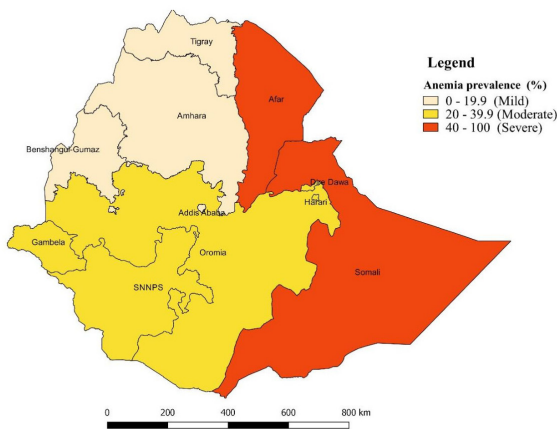 Tigray
Legend
Anemia prevalence (%)
0 - 19.9 (Mild)
20 - 39.9 (Moderate)
40 - 100 (Severe)
Afar
Amhara
Benshangul-Gumaz
Dire Dawa
Harari
Addis Ababa
Gambela
Oromia
Somali
SNNPS
0 200 400 600 800 km